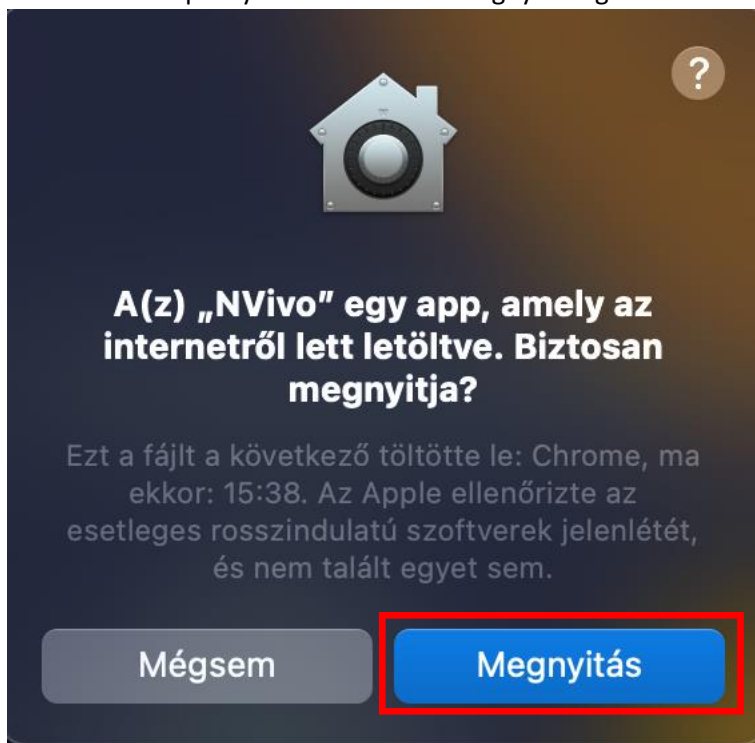 ?
A(z) „NVivo” egy app, amely az
internetről lett letöltve. Biztosan
megnyitja?
Ezt a fájlt a következő töltötte le: Chrome, ma
ekkor: 15:38. Az Apple ellenőrizte az
esetleges rosszindulatú szoftverek jelenlétét,
és nem talált egyet sem.
Mégsem
Megnyitás